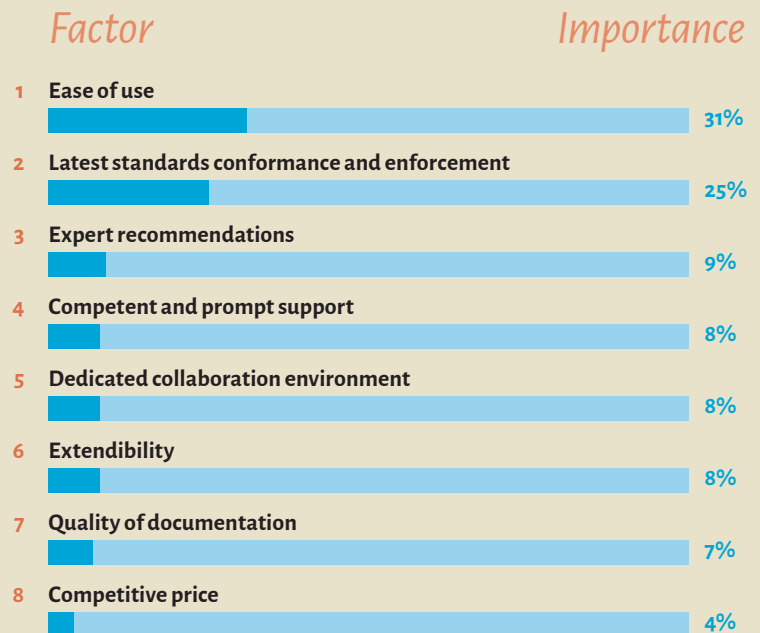 Factor Importance
1 Ease of use
31%
2 Latest standards conformance and enforcement
25%
3 Expert recommendations
9%
4 Competent and prompt support
8%
5 Dedicated collaboration environment
8%
6 Extendibility
8%
7 Quality of documentation
7%
8 Competitive price
4%